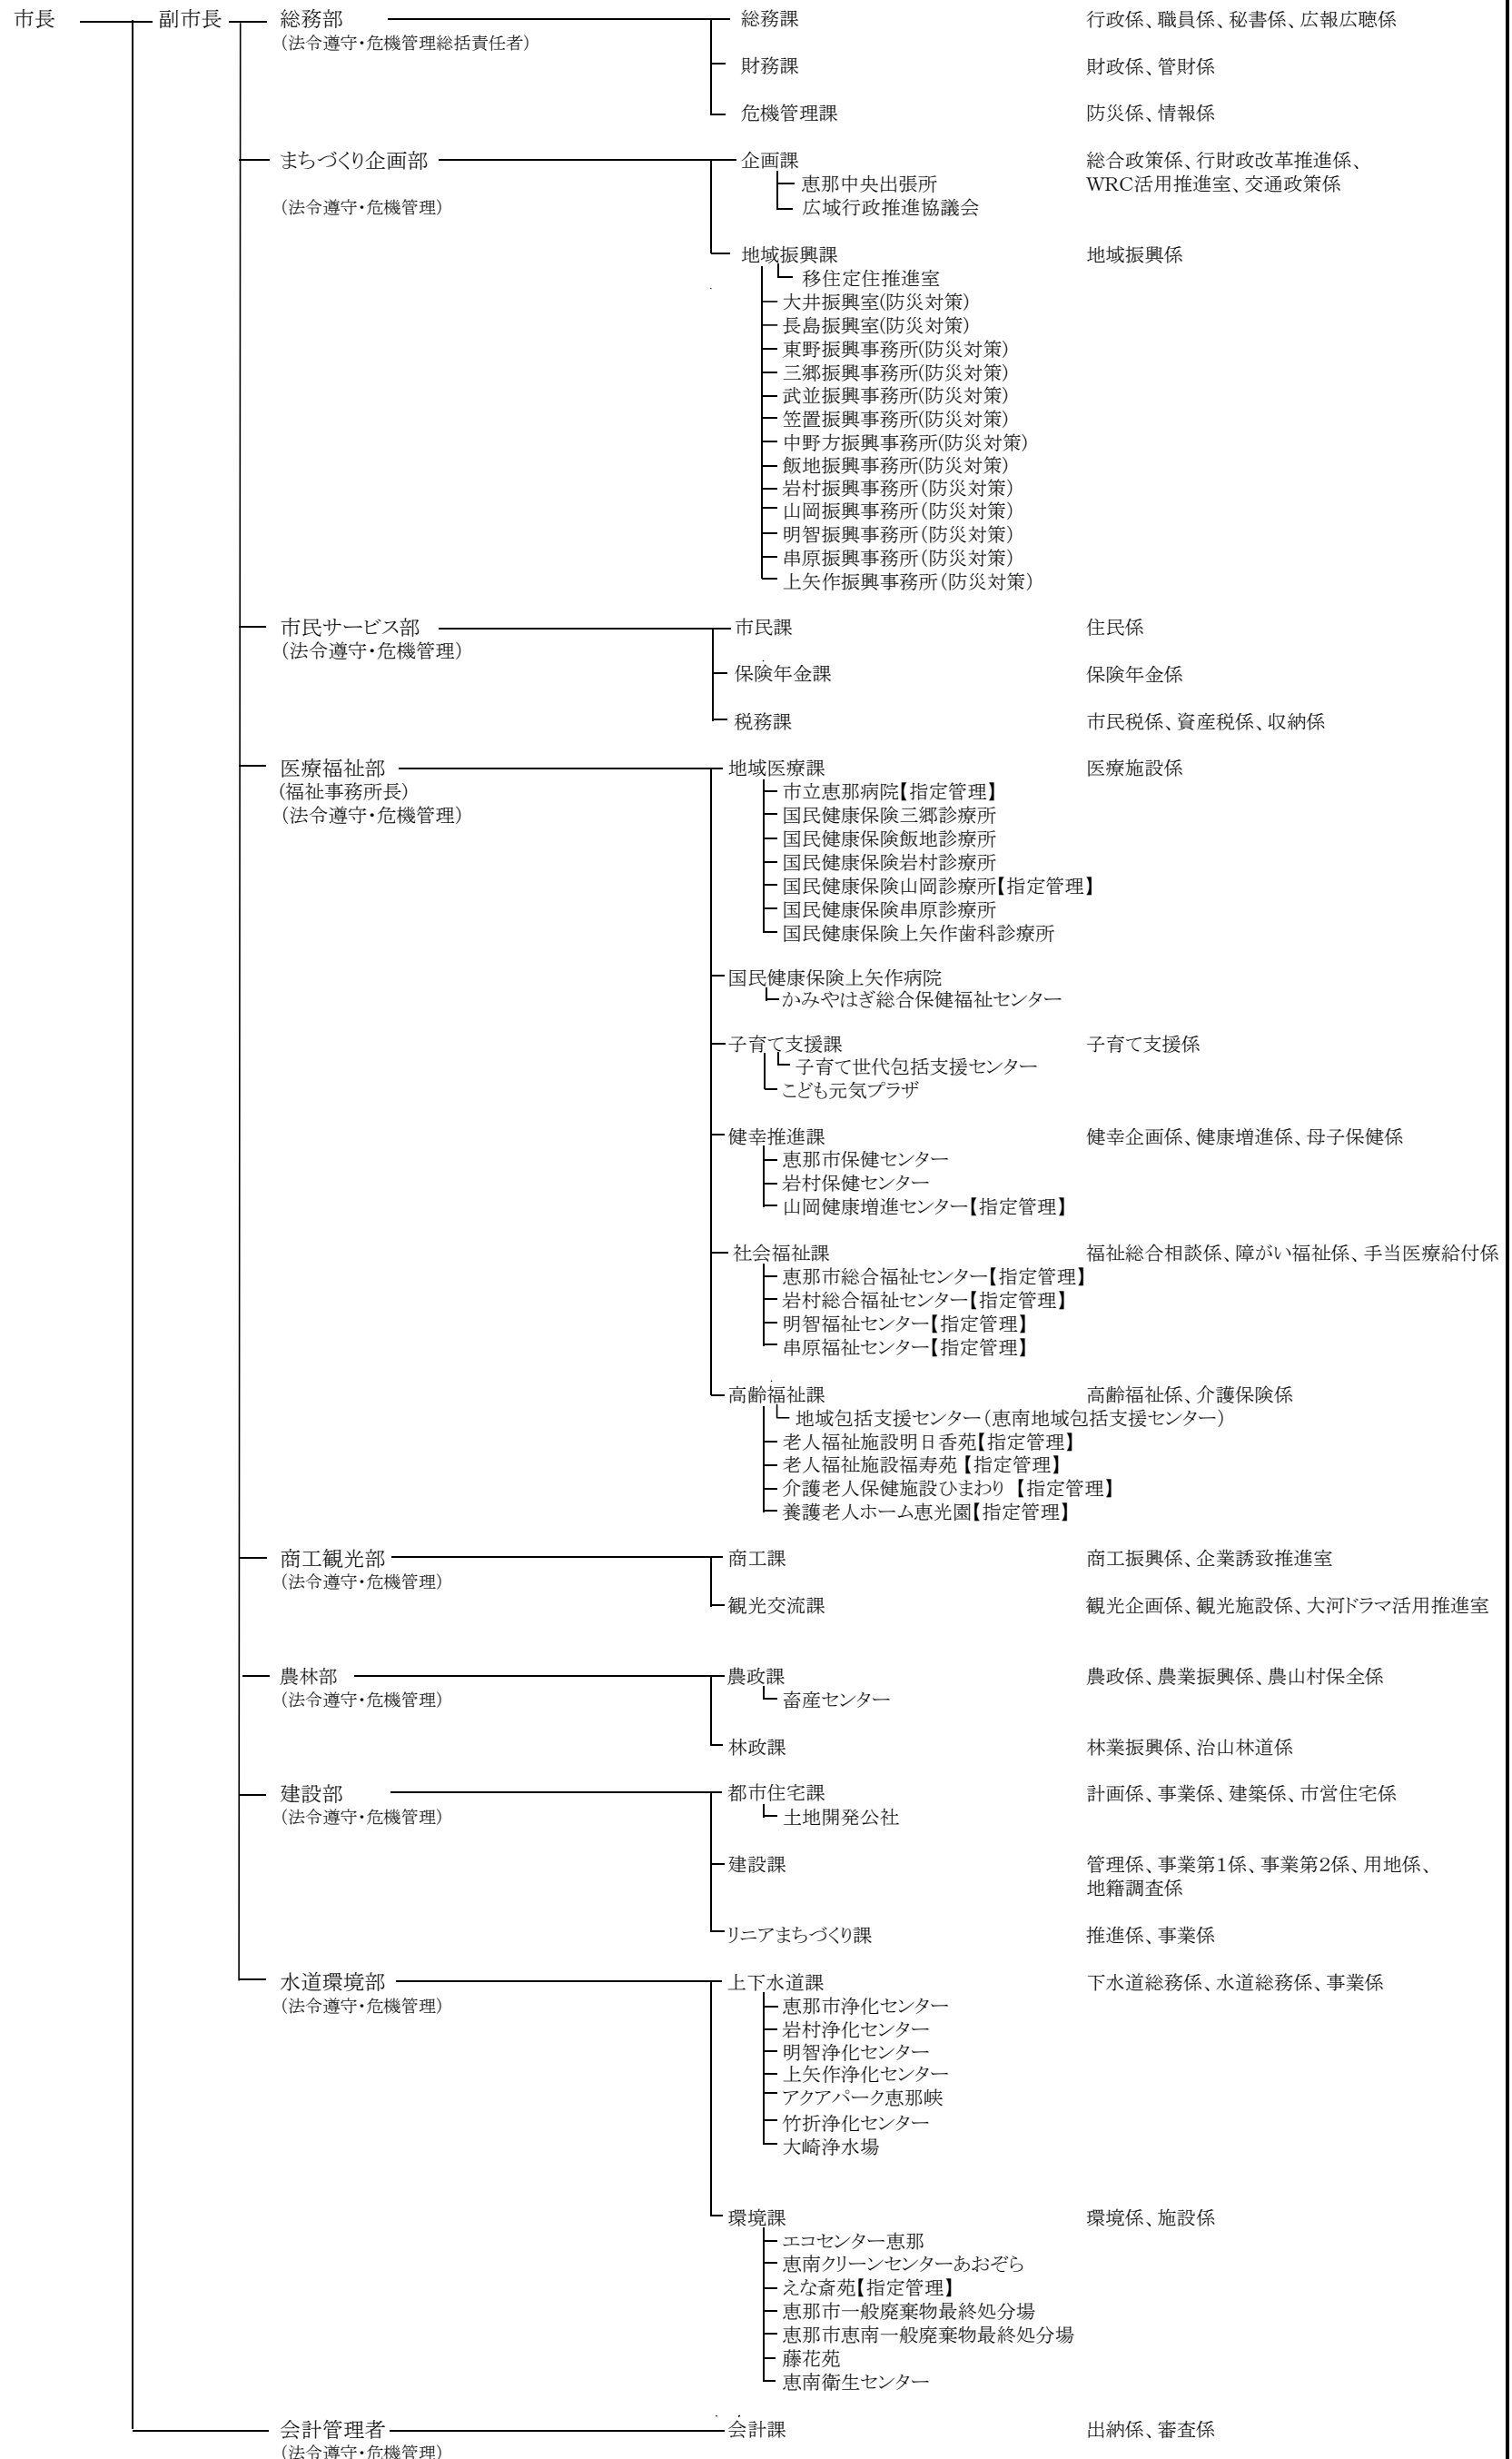 市長 副市長 総務部 総務課 行政係、職員係、秘書係、広報広聴係
(法令遵守・危機管理総括責任者)
財務課 財政係、管財係
危機管理課 防災係、情報係
まちづくり企画部 企画課 総合政策係、行財政改革推進係、
恵那中央出張所 WRC活用推進室、交通政策係
(法令遵守・危機管理) 広域行政推進協議会
地域振興課 地域振興係
移住定住推進室
大井振興室(防災対策)
長島振興室(防災対策)
東野振興事務所(防災対策)
三郷振興事務所(防災対策)
武並振興事務所(防災対策)
笠置振興事務所(防災対策)
中野方振興事務所(防災対策)
飯地振興事務所(防災対策)
岩村振興事務所(防災対策)
山岡振興事務所(防災対策)
明智振興事務所(防災対策)
串原振興事務所(防災対策)
上矢作振興事務所(防災対策)
市民サービス部 市民課 住民係
(法令遵守・危機管理)
保険年金課 保険年金係
税務課 市民税係、資産税係、収納係
医療福祉部 地域医療課 医療施設係
(福祉事務所長) 市立恵那病院【指定管理】
(法令遵守・危機管理) 国民健康保険三郷診療所
国民健康保険飯地診療所
国民健康保険岩村診療所
国民健康保険山岡診療所【指定管理】
国民健康保険串原診療所
国民健康保険上矢作歯科診療所
国民健康保険上矢作病院
かみやはぎ総合保健福祉センター
子育て支援課 子育て支援係
子育て世代包括支援センター
こども元気プラザ
健幸推進課 健幸企画係、健康増進係、母子保健係
恵那市保健センター
岩村保健センター
山岡健康増進センター【指定管理】
社会福祉課 福祉総合相談係、障がい福祉係、手当医療給付係
恵那市総合福祉センター【指定管理】
岩村総合福祉センター【指定管理】
明智福祉センター【指定管理】
串原福祉センター【指定管理】
高齢福祉課 高齢福祉係、介護保険係
地域包括支援センター(恵南地域包括支援センター)
老人福祉施設明日香苑【指定管理】
老人福祉施設福寿苑【指定管理】
介護老人保健施設ひまわり【指定管理】
養護老人ホーム恵光園【指定管理】
商工観光部 商工課 商工振興係、企業誘致推進室
(法令遵守・危機管理)
観光交流課 観光企画係、観光施設係、大河ドラマ活用推進室
農林部 農政課 農政係、農業振興係、農山村保全係
(法令遵守・危機管理) 畜産センター
林政課 林業振興係、治山林道係
建設部 都市住宅課 計画係、事業係、建築係、市営住宅係
(法令遵守・危機管理) 土地開発公社
建設課 管理係、事業第1係、事業第2係、用地係、
地籍調査係
リニアまちづくり課 推進係、事業係
水道環境部 上下水道課 下水道総務係、水道総務係、事業係
(法令遵守・危機管理) 恵那市浄化センター
岩村浄化センター
明智浄化センター
上矢作浄化センター
アクアパーク恵那峡
竹折浄化センター
大崎浄水場
環境課 環境係、施設係
エコセンター恵那
恵南クリーンセンターあおぞら
えな斎苑【指定管理】
恵那市一般廃棄物最終処分場
恵那市恵南一般廃棄物最終処分場
藤花苑
恵南衛生センター
会計管理者 会計課 出納係、審査係
(法令遵守・危機管理)